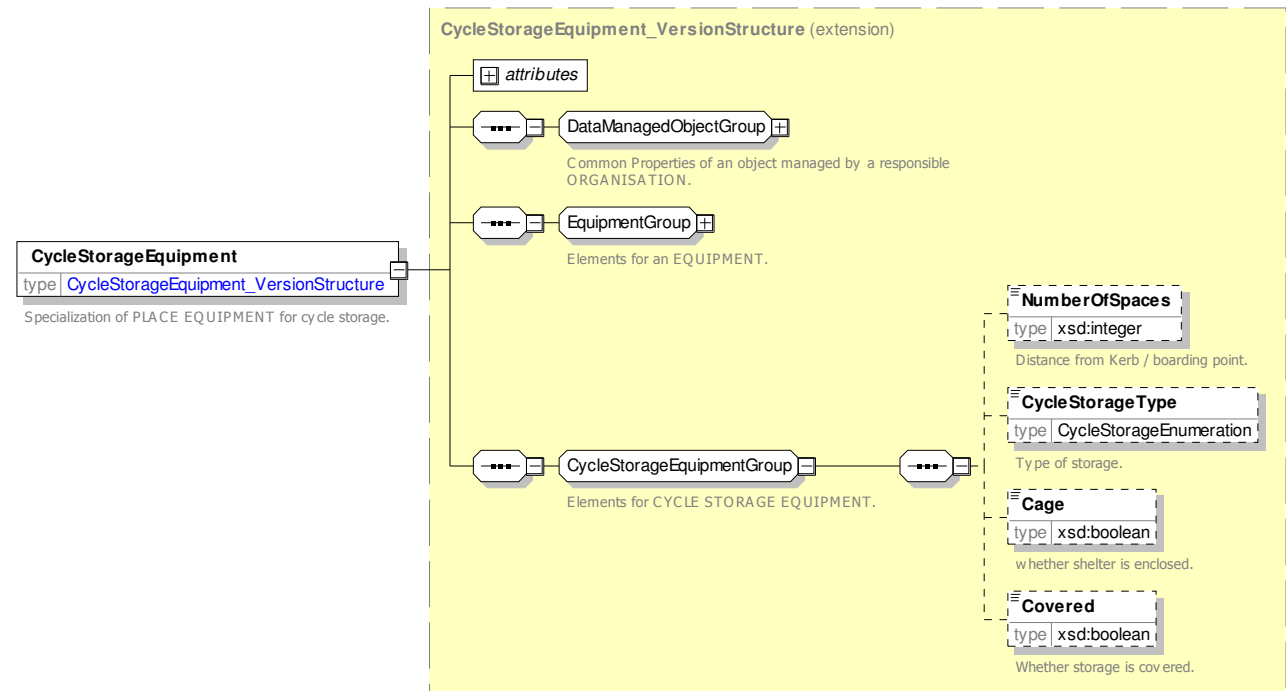 CycleStorageEquipment_VersionStructure (extension)
attributes
DataManagedObjectGroup
Common Properties of an object managed by a responsible
ORGANISATION.
EquipmentGroup
Elements for an EQUIPMENT.
CycleStorageEquipment
type CycleStorageEquipment_VersionStructure
Specialization of PLACE EQUIPMENT for cycle storage.
CycleStorageEquipmentGroup
Elements for CYCLE STORAGE EQUIPMENT.
NumberOfSpaces
type xsd:integer
Distance from Kerb / boarding point.
CycleStorageType
type CycleStorageEnumeration
Type of storage.
Cage
type xsd:boolean
whether shelter is enclosed.
Covered
type xsd:boolean
Whether storage is covered.